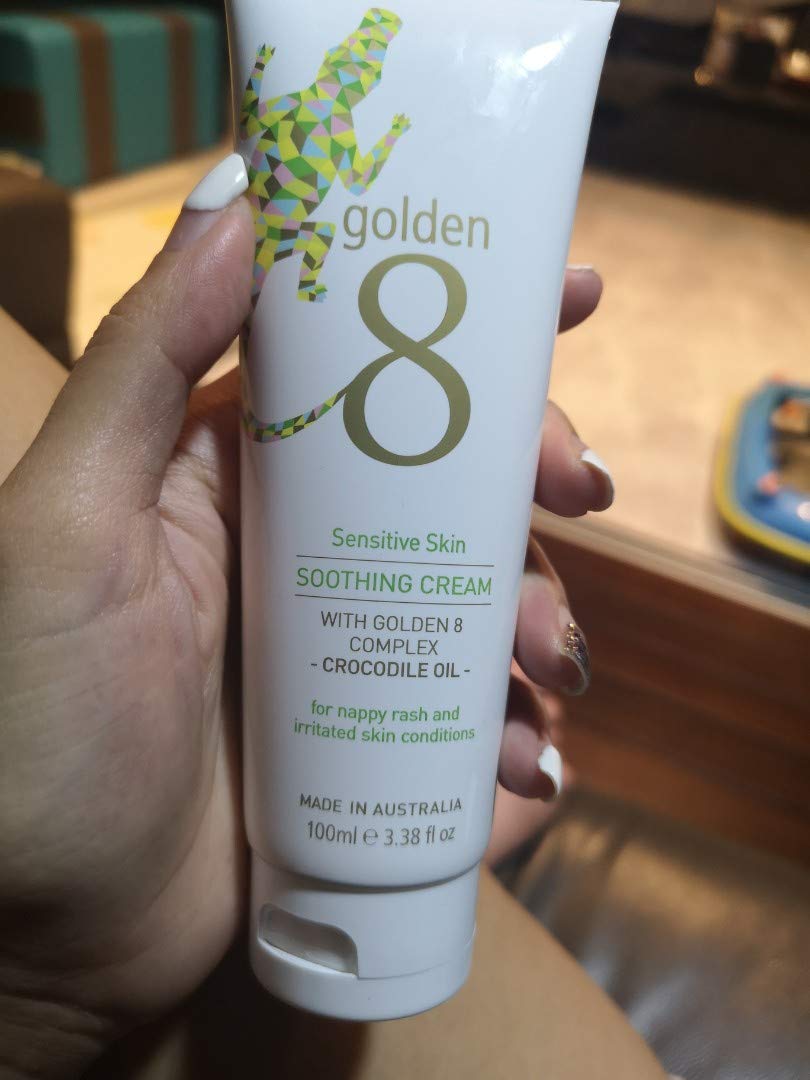 golden
8
Sensitive Skin
SOOTHING CREAM
WITH GOLDEN 8
COMPLEX
- CROCODILE OIL -
for nappy rash and
irritated skin conditions
MADE IN AUSTRALIA
100ml ℮ 3.38 fl oz